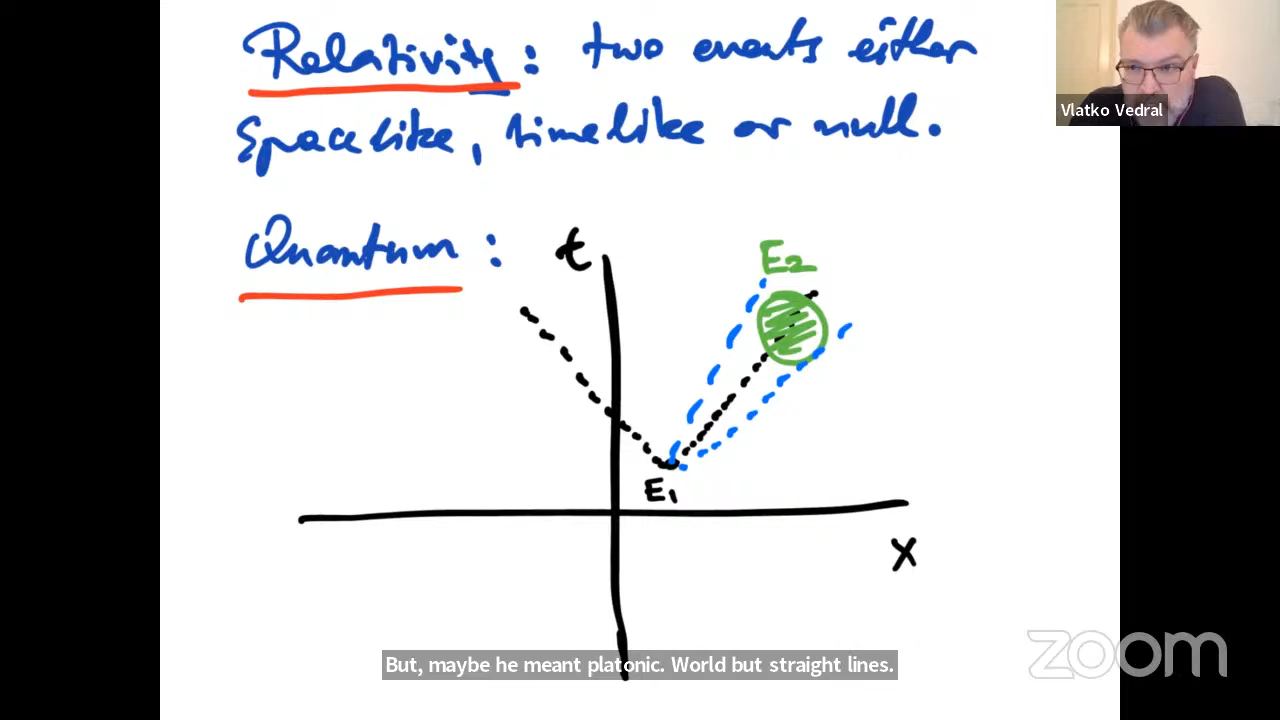 Relativity: two events either
Vlatko Vedral
spacelike, timelike or null.
Quantum:
t
E2
E1
x
zoom
But, maybe he meant platonic. World but straight lines.